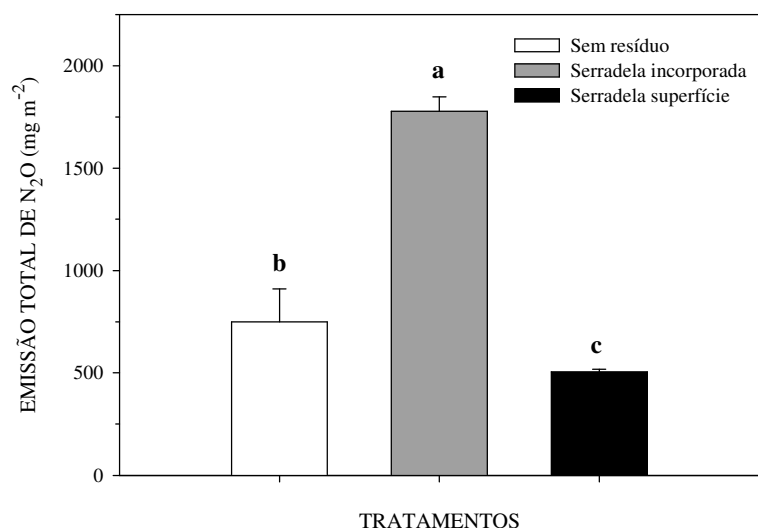 EMISSÃO TOTAL DE N₂O (mg m⁻²)
2000
1500
1000
500
0
Sem resíduo
Serradela incorporada
Serradela superfície
b
a
c
TRATAMENTOS